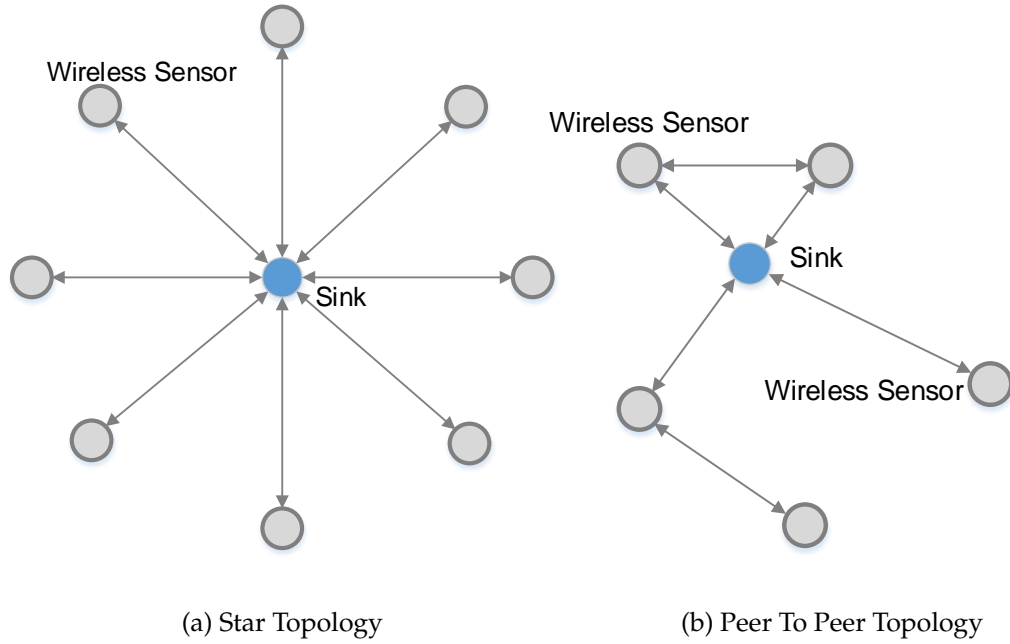 Wireless Sensor
Sink
(a) Star Topology
Wireless Sensor
Sink
Wireless Sensor
(b) Peer To Peer Topology